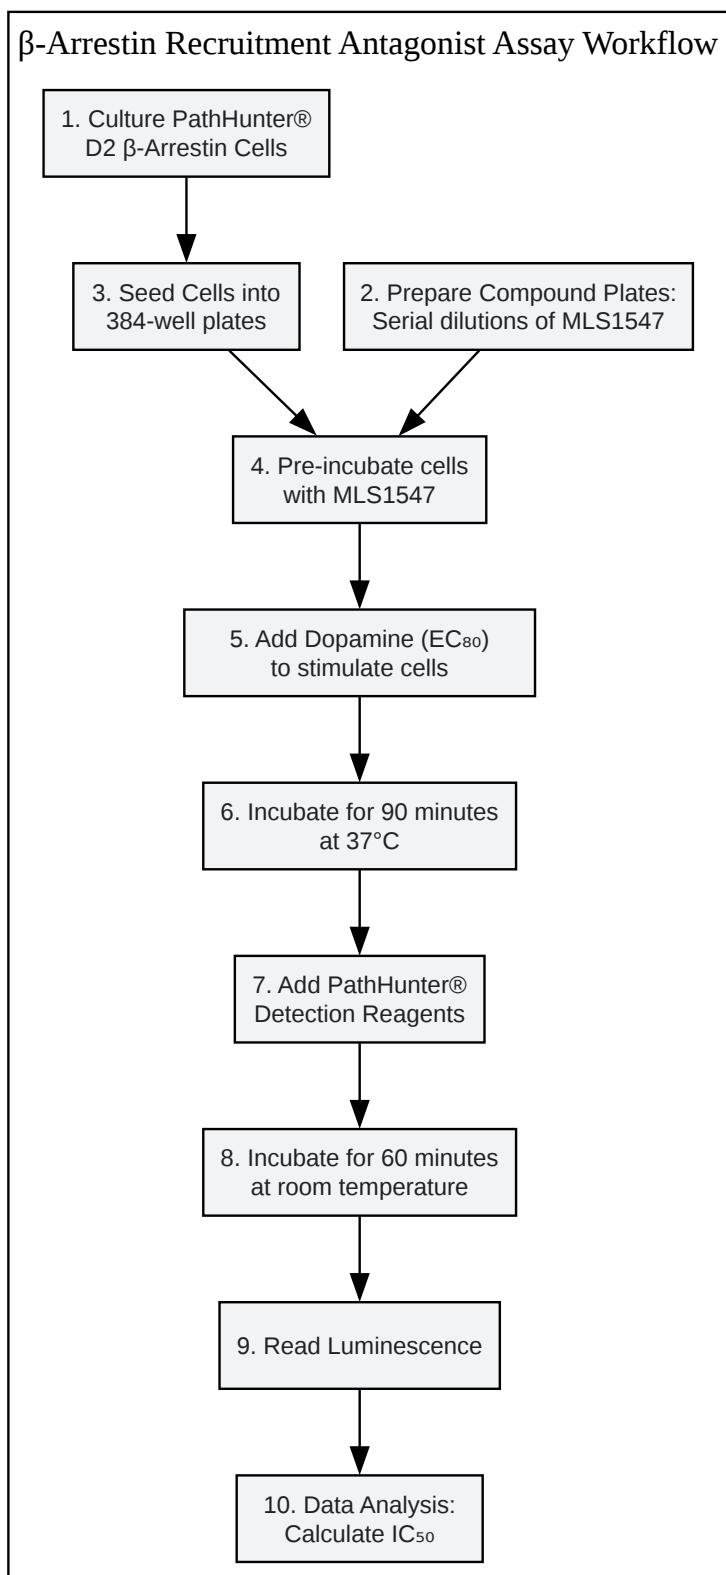 β-Arrestin Recruitment Antagonist Assay Workflow
1. Culture PathHunter®
D2 β-Arrestin Cells
3. Seed Cells into
384-well plates
2. Prepare Compound Plates:
Serial dilutions of MLS1547
4. Pre-incubate cells
with MLS1547
5. Add Dopamine (EC₈₀)
to stimulate cells
6. Incubate for 90 minutes
at 37°C
7. Add PathHunter®
Detection Reagents
8. Incubate for 60 minutes
at room temperature
9. Read Luminescence
10. Data Analysis:
Calculate IC₅₀